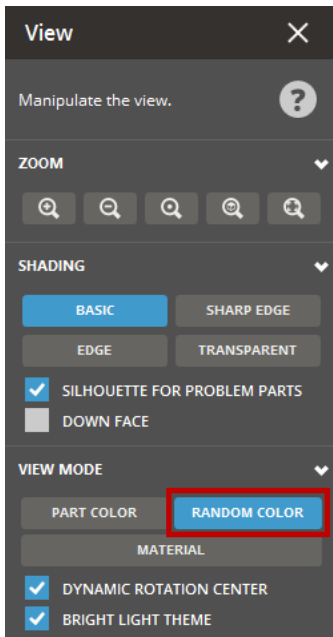 View
Manipulate the view.
?
ZOOM
SHADING
BASIC SHARP EDGE
EDGE TRANSPARENT
SILHOUETTE FOR PROBLEM PARTS
DOWN FACE
VIEW MODE
PART COLOR RANDOM COLOR
MATERIAL
DYNAMIC ROTATION CENTER
BRIGHT LIGHT THEME